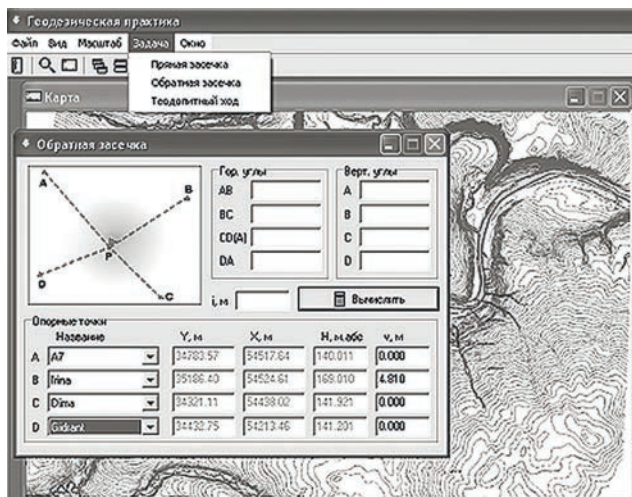 Геодезическая практика
Файл Вид Масштаб Задача Окно
Прямая засечка
Обратная засечка
Теодолитный ход
Карта
Обратная засечка
A
B
P
D
C
Гор. углы
AB
BC
CD(A)
DA
Верт. углы
A
B
C
D
i, м
Вычислить
Опорные точки
Название Y, м X, м H, м.абс v, м
A A7 34783.57 54517.64 140.011 0.000
B Irina 35186.40 54524.61 169.010 4.810
C Dima 34321.11 54438.02 141.921 0.000
D Gidrant 34432.75 54213.46 141.201 0.000